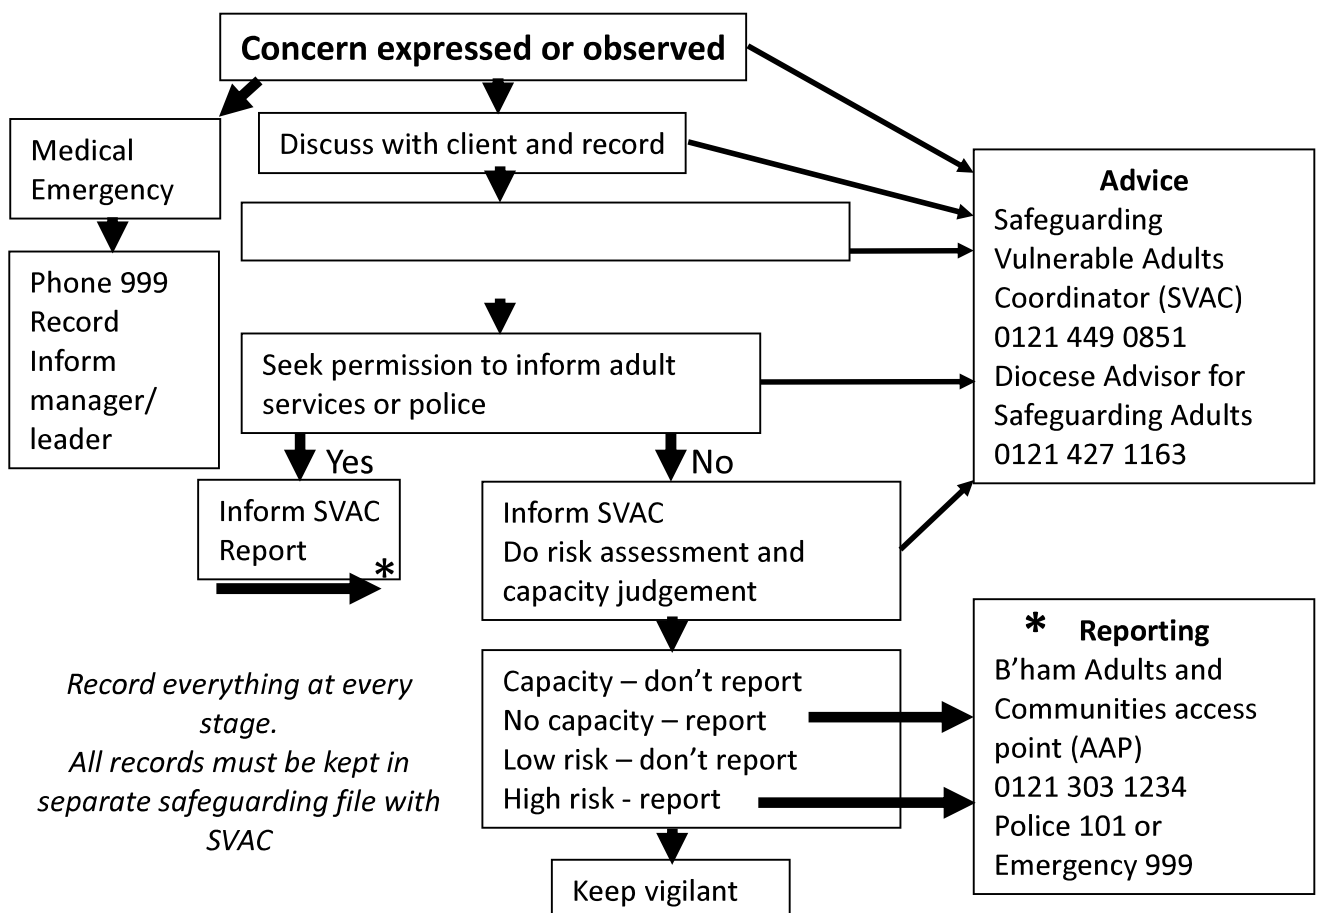 Concern expressed or observed
Medical
Emergency
Phone 999
Record
Inform
manager/
leader
Discuss with client and record
Seek permission to inform adult
services or police
Yes
No
Inform SVAC
Report
*
Inform SVAC
Do risk assessment and
capacity judgement
Capacity – don’t report
No capacity – report
Low risk – don’t report
High risk - report
Keep vigilant
Record everything at every
stage.
All records must be kept in
separate safeguarding file with
SVAC
Advice
Safeguarding
Vulnerable Adults
Coordinator (SVAC)
0121 449 0851
Diocese Advisor for
Safeguarding Adults
0121 427 1163
* Reporting
B’ham Adults and
Communities access
point (AAP)
0121 303 1234
Police 101 or
Emergency 999